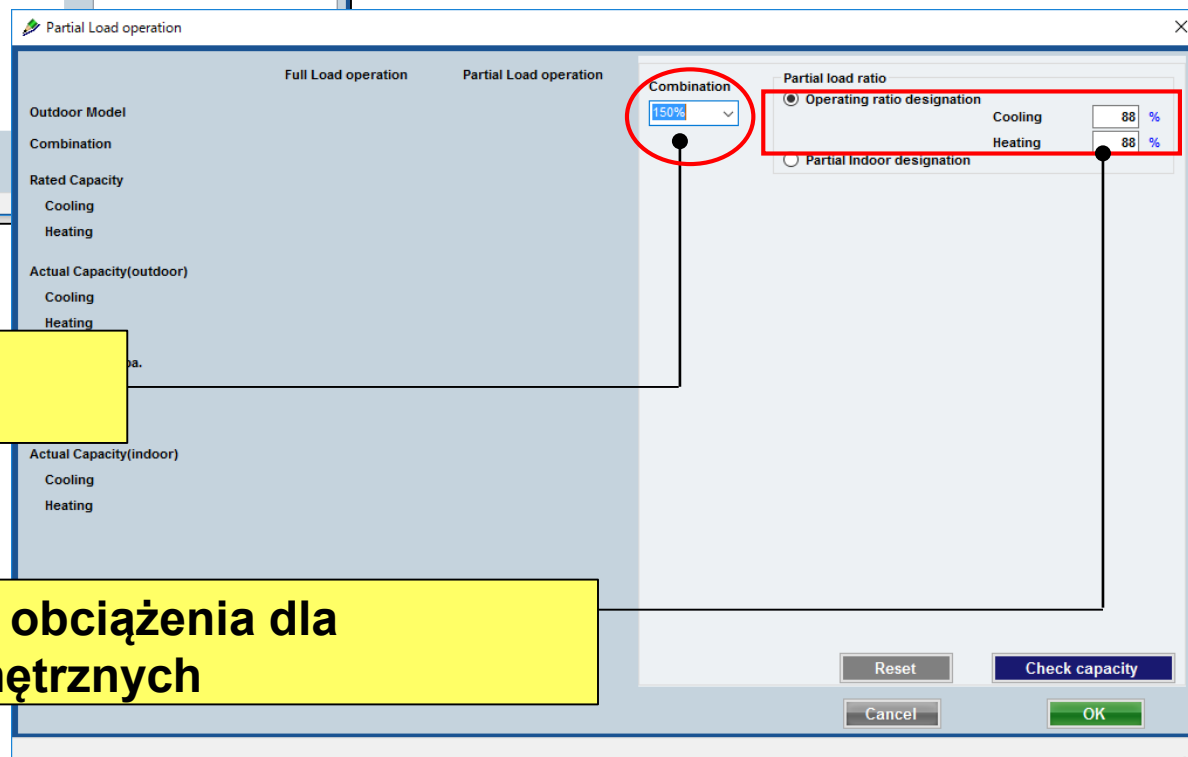 Partial Load operation
Full Load operation Partial Load operation
Outdoor Model
Combination
Rated Capacity
Cooling
Heating
Actual Capacity(outdoor)
Cooling
Heating
Actual Capacity(indoor)
Cooling
Heating
Combination
150%
Partial load ratio
Operating ratio designation
Cooling 88 %
Heating 88 %
Partial Indoor designation
obciążenia dla
Reset Check capacity
Cancel OK